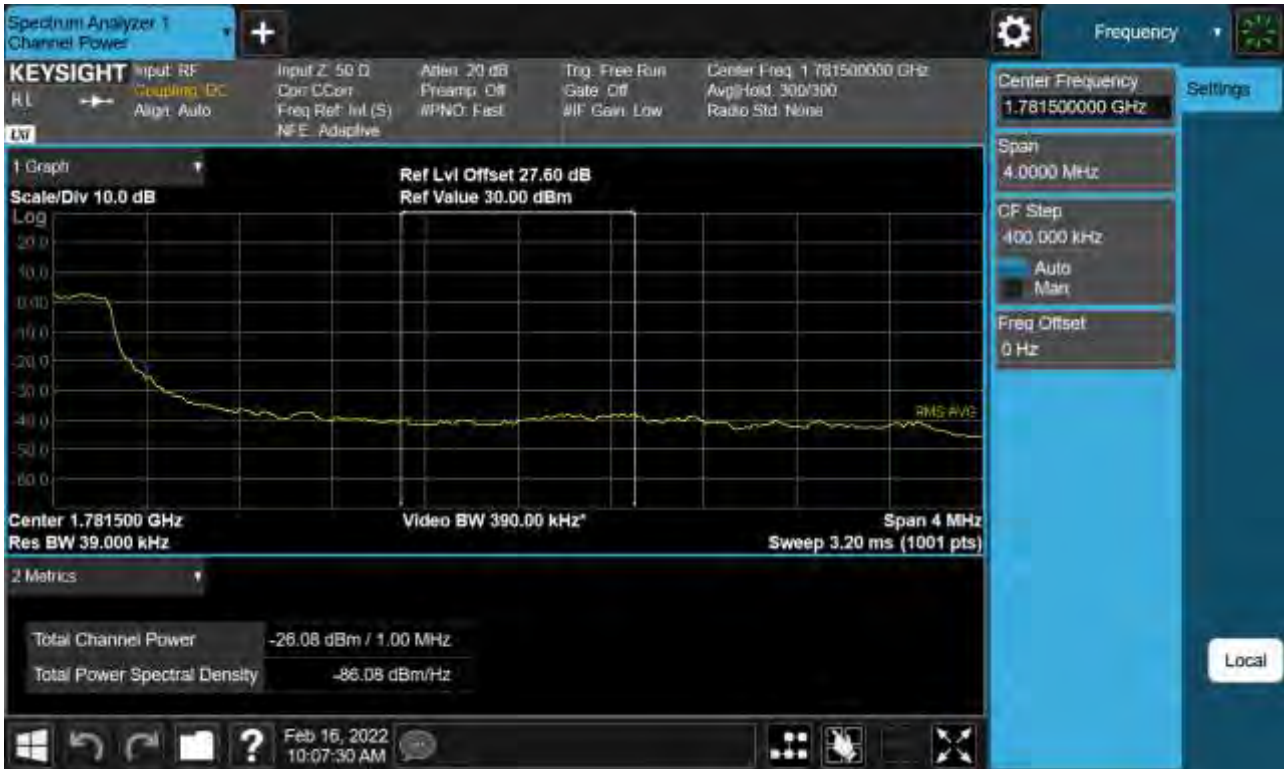 Spectrum Analyzer 1
Channel Power
+
Frequency
KEYSIGHT
Input: RF
Coupling: DC
Align: Auto
RL
LXI
Input Z: 50 Ω
Corr CCorr
Freq Ref: Int (S)
NFE: Adaptive
Atten: 20 dB
Preamp: Off
#PNO: Fast
Trig: Free Run
Gate: Off
#IF Gain: Low
Center Freq: 1.781500000 GHz
Avg|Hold: 300/300
Radio Std: None
1 Graph
Scale/Div 10.0 dB
Ref Lvl Offset 27.60 dB
Ref Value 30.00 dBm
Log
20.0
10.0
0.00
-10.0
-20.0
-30.0
-40.0
-50.0
-60.0
RMS AVG
Center 1.781500 GHz
Res BW 39.000 kHz
Video BW 390.00 kHz*
Span 4 MHz
Sweep 3.20 ms (1001 pts)
2 Metrics
Total Channel Power
-26.08 dBm / 1.00 MHz
Total Power Spectral Density
-86.08 dBm/Hz
Center Frequency
1.781500000 GHz
Span
4.0000 MHz
CF Step
400.000 kHz
Auto
Man
Freq Offset
0 Hz
Settings
Local
?
Feb 16, 2022
10:07:30 AM